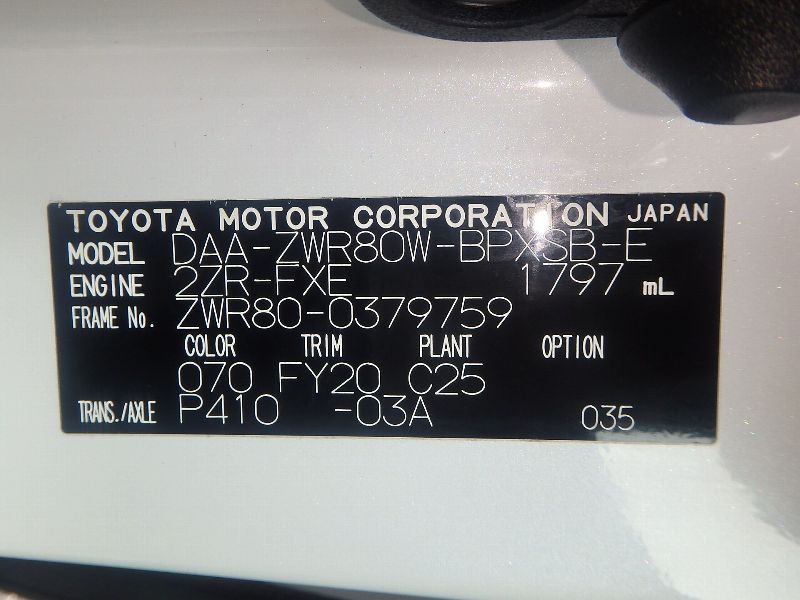 TOYOTA MOTOR CORPORATION JAPAN
MODEL DAA-ZWR80W-BPXSB-E
ENGINE 2ZR-FXE 1797 mL
FRAME No. ZWR80-0379759
COLOR TRIM PLANT OPTION
070 FY20 C25
TRANS./AXLE P410 -03A 035